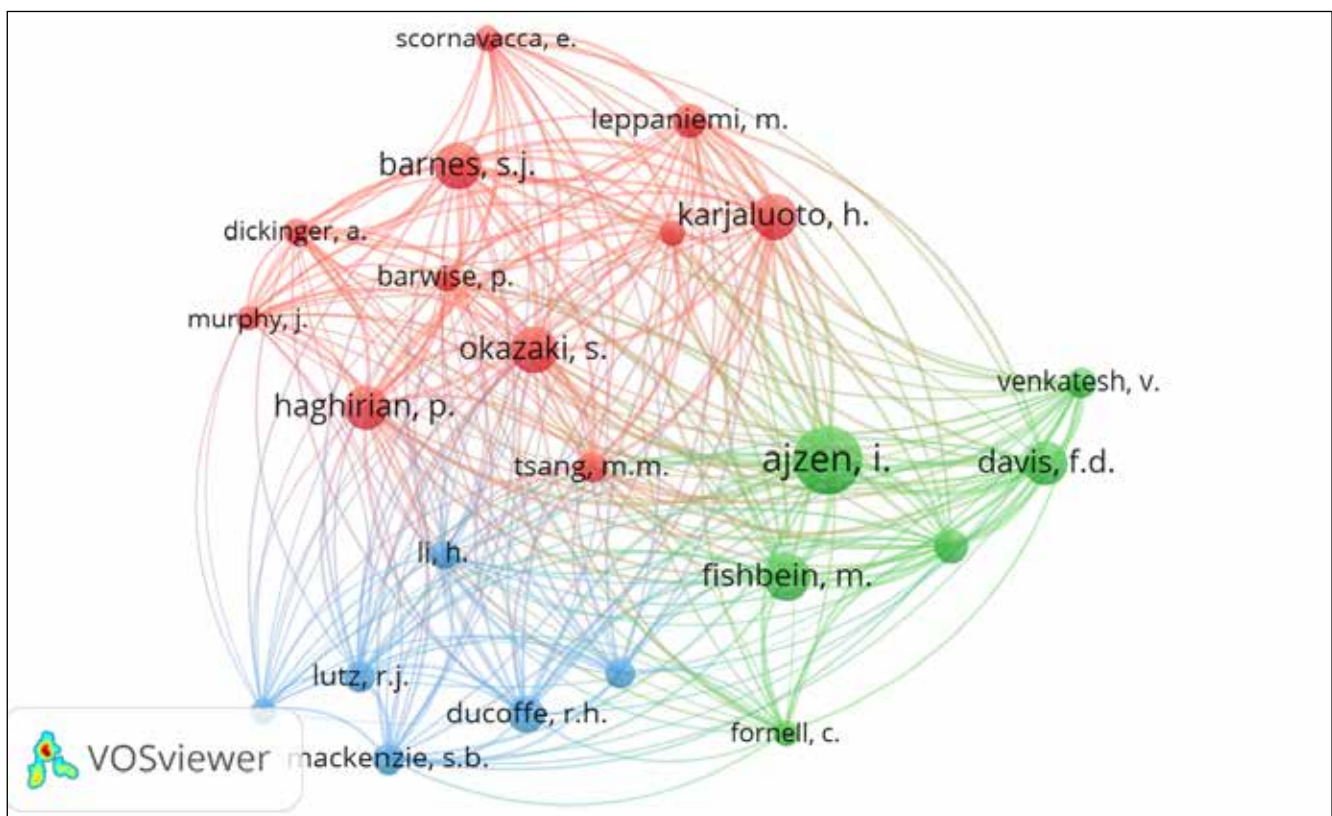 scornavacca, e.
leppaniemi, m.
barnes, s.j.
karjaluoto, h.
dickinger, a.
barwise, p.
murphy, j.
okazaki, s.
venkatesh, v.
haghirian, p.
ajzen, i.
davis, f.d.
tsang, m.m.
li, h.
fishbein, m.
lutz, r.j.
ducoffe, r.h.
fornell, c.
mackenzie, s.b.
VOSviewer